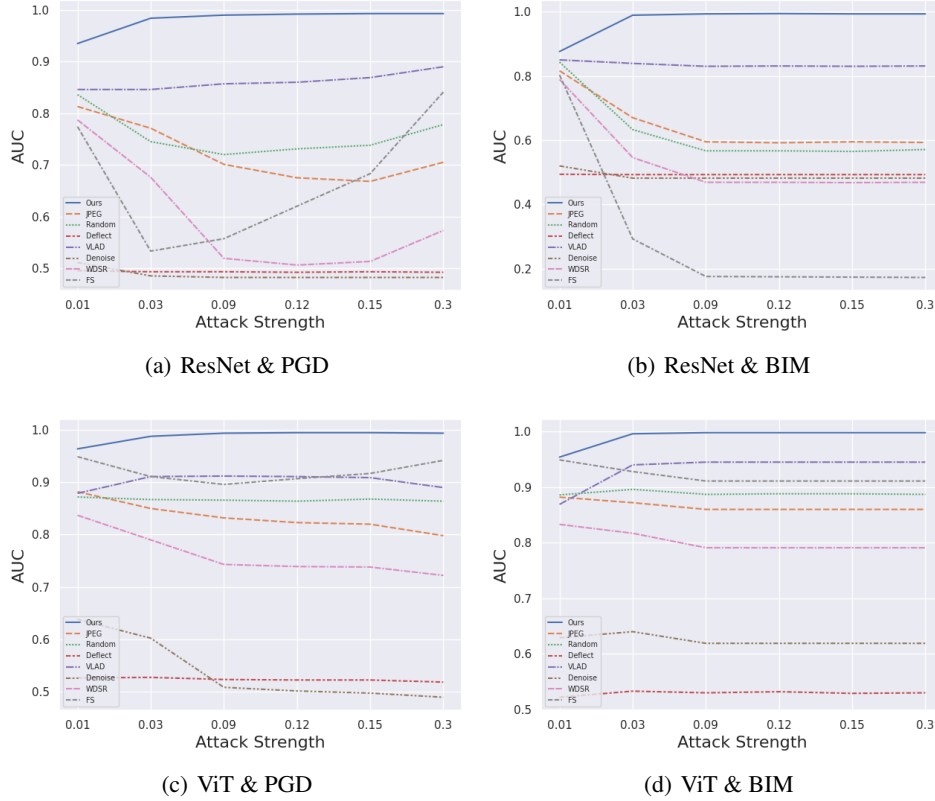 1.0
0.9
0.8
0.7
0.6
0.5
AUC
Ours
JPEG
Random
Deflect
VLAD
Denoise
WDSR
FS
0.01 0.03 0.09 0.12 0.15 0.3
Attack Strength
(a) ResNet & PGD
1.0
0.8
0.6
0.4
0.2
AUC
Ours
JPEG
Random
Deflect
VLAD
Denoise
WDSR
FS
0.01 0.03 0.09 0.12 0.15 0.3
Attack Strength
(b) ResNet & BIM
1.0
0.9
0.8
0.7
0.6
0.5
AUC
Ours
JPEG
Random
Deflect
VLAD
Denoise
WDSR
FS
0.01 0.03 0.09 0.12 0.15 0.3
Attack Strength
(c) ViT & PGD
1.0
0.9
0.8
0.7
0.6
0.5
AUC
Ours
JPEG
Random
Deflect
VLAD
Denoise
WDSR
FS
0.01 0.03 0.09 0.12 0.15 0.3
Attack Strength
(d) ViT & BIM